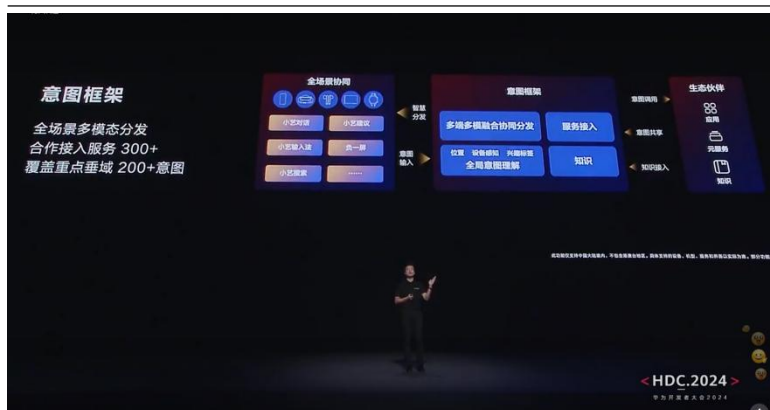 意图框架
全场景多模态分发
合作接入服务 300+
覆盖重点垂域 200+意图
全场景协同
小艺对话
小艺建议
小艺输入法
负一屏
小艺搜索
......
智慧
分发
意图
输入
意图框架
多端多模融合协同分发
服务接入
位置 设备感知 兴趣标签
全局意图理解
知识
意图调用
意图共享
知识接入
生态伙伴
应用
元服务
知识
<HDC.2024>
华为开发者大会2024